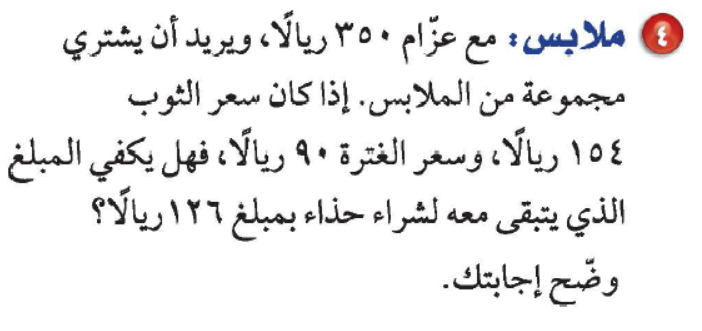 ٤ ملابس: مع عزّام ٣٥٠ ريالًا، ويريد أن يشتري
مجموعة من الملابس. إذا كان سعر الثوب
١٥٤ ريالًا، وسعر الغترة ٩٠ ريالًا، فهل يكفي المبلغ
الذي يتبقى معه لشراء حذاء بمبلغ ١٢٦ ريالًا؟
وضّح إجابتك.